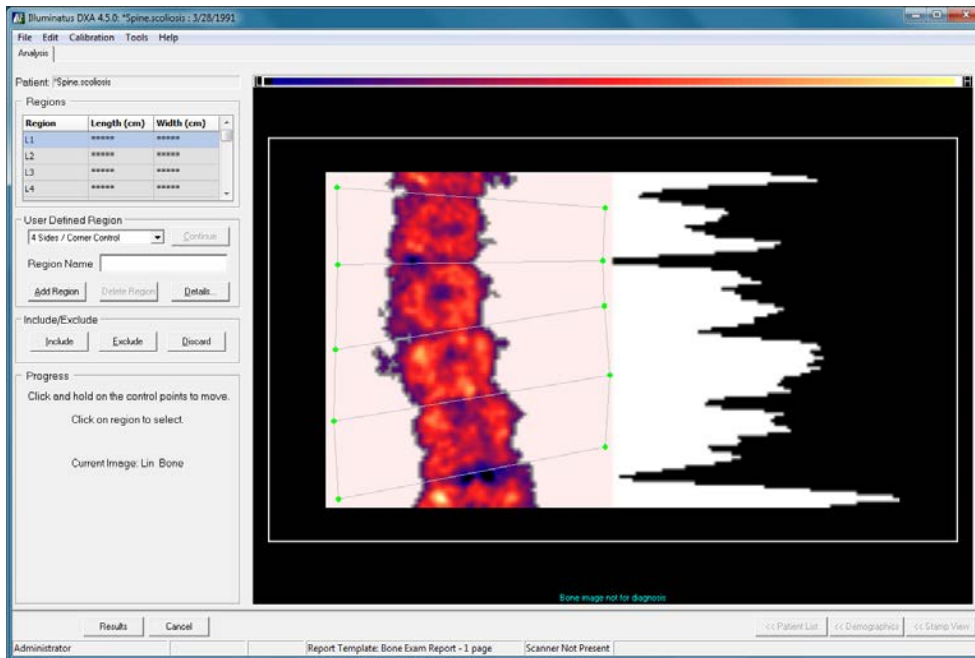 Illuminatus DXA 4.5.0: *Spine.scoliosis : 3/28/1991
File Edit Calibration Tools Help
Analysis
Patient: *Spine.scoliosis
L H
Regions
Region Length (cm) Width (cm)
L1 ***** *****
L2 ***** *****
L3 ***** *****
L4 ***** *****
User Defined Region
4 Sides / Corner Control Continue
Region Name
Add Region Delete Region Details...
Include/Exclude
Include Exclude Discard
Progress
Click and hold on the control points to move.
Click on region to select.
Current Image: Lin Bone
Bone image not for diagnosis
Results Cancel << Patient List << Demographics << Stamp View
Administrator Report Template: Bone Exam Report - 1 page Scanner Not Present